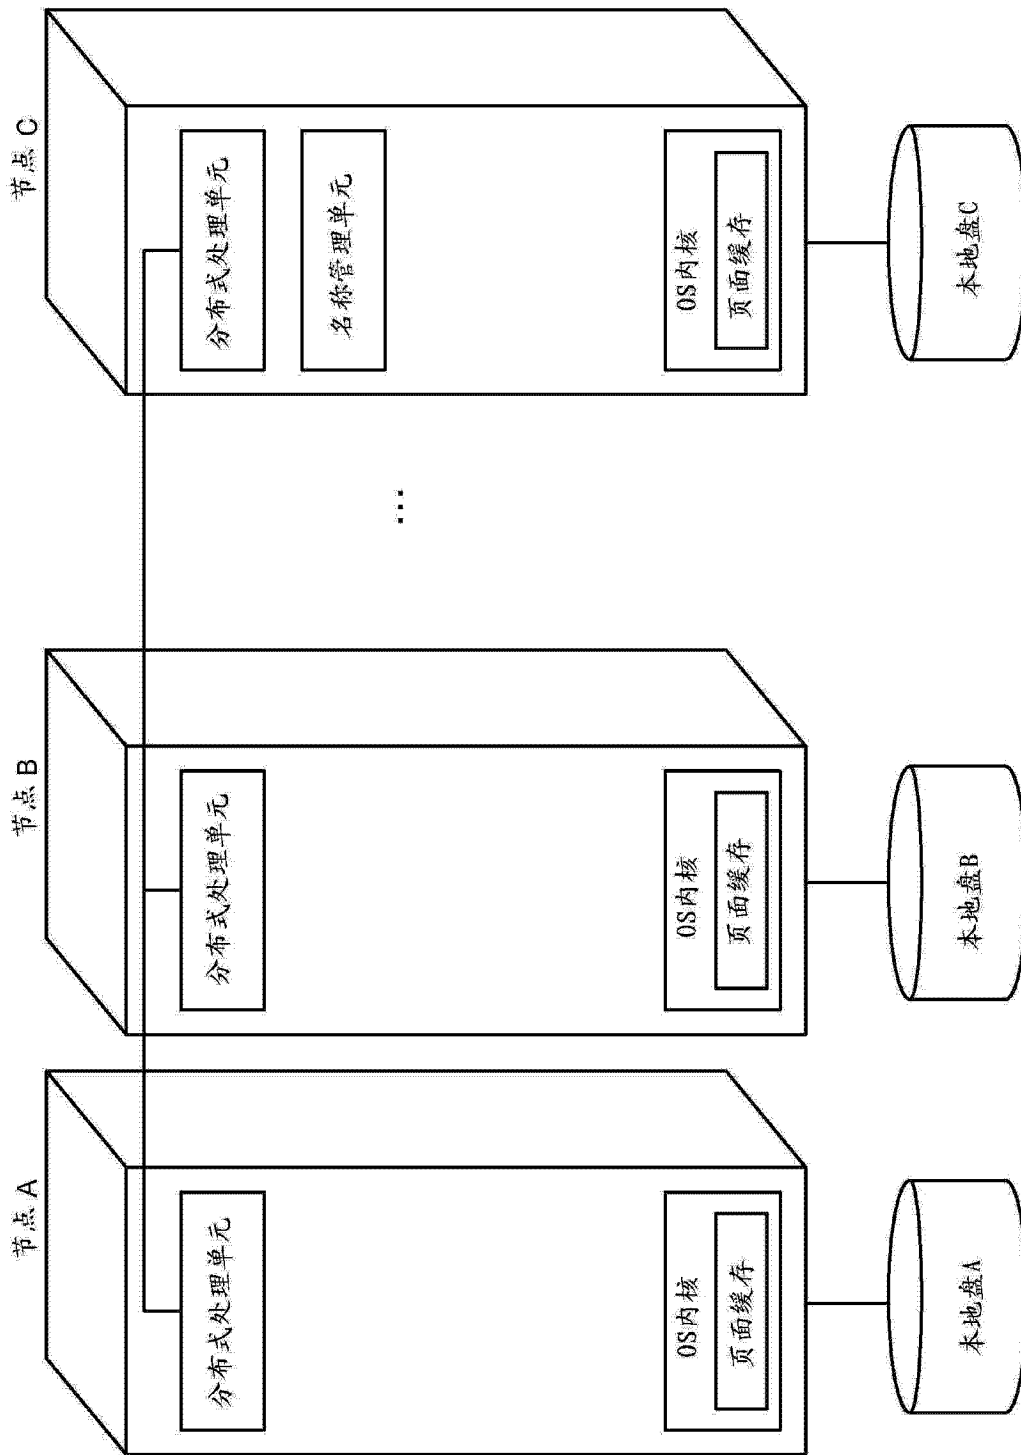 节点 A
分布式处理单元
OS内核
页面缓存
本地盘A
节点 B
分布式处理单元
OS内核
页面缓存
本地盘B
...
节点 C
分布式处理单元
名称管理单元
OS内核
页面缓存
本地盘C